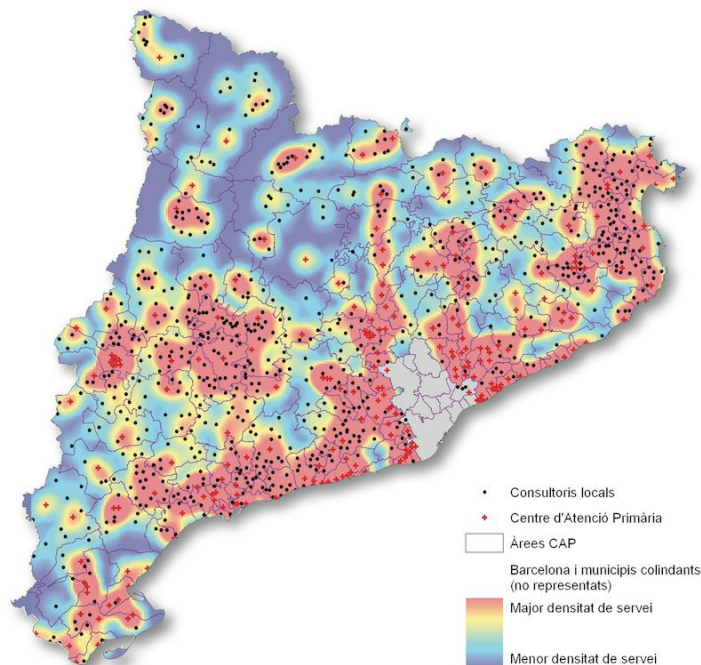 Consultoris locals
Centre d'Atenció Primària
Àrees CAP
Barcelona i municipis colindants
(no representats)
Major densitat de servei
Menor densitat de servei